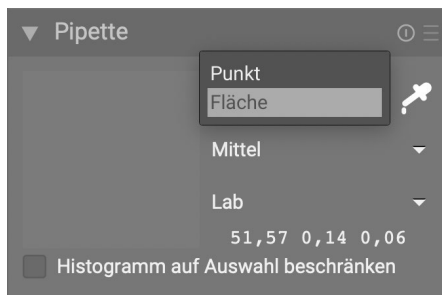 Pipette
Punkt
Fläche
Mittel
Lab
51,57 0,14 0,06
Histogramm auf Auswahl beschränken